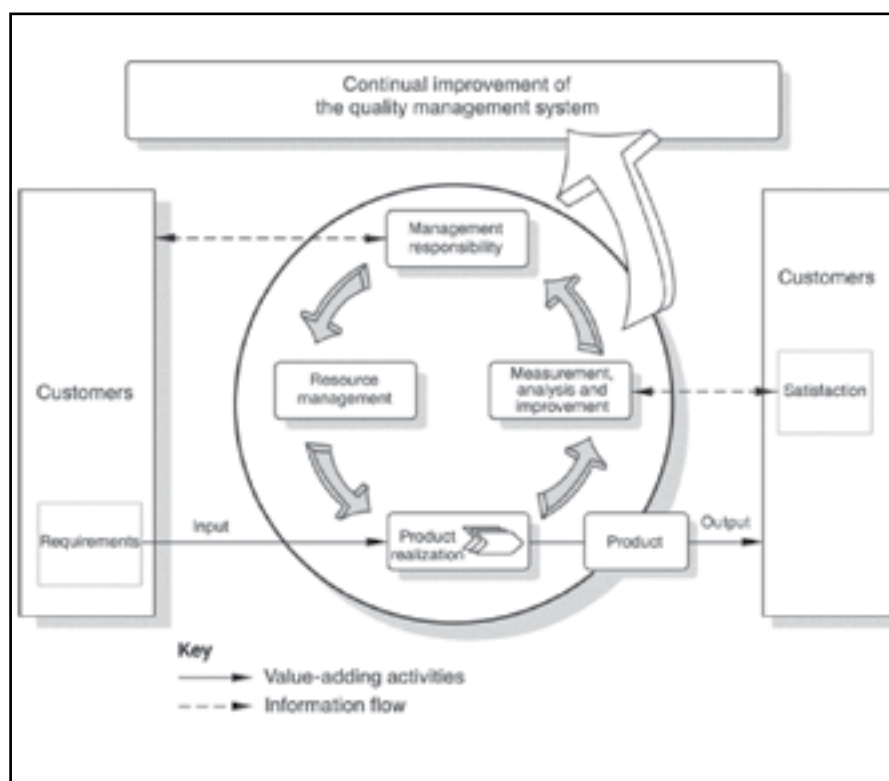 Continual improvement of
the quality management system
Management
responsibility
Customers
Customers
Resource
management
Measurement,
analysis and
improvement
Satisfaction
Requirements
Input
Product
realization
Product
Output
Key
Value-adding activities
Information flow